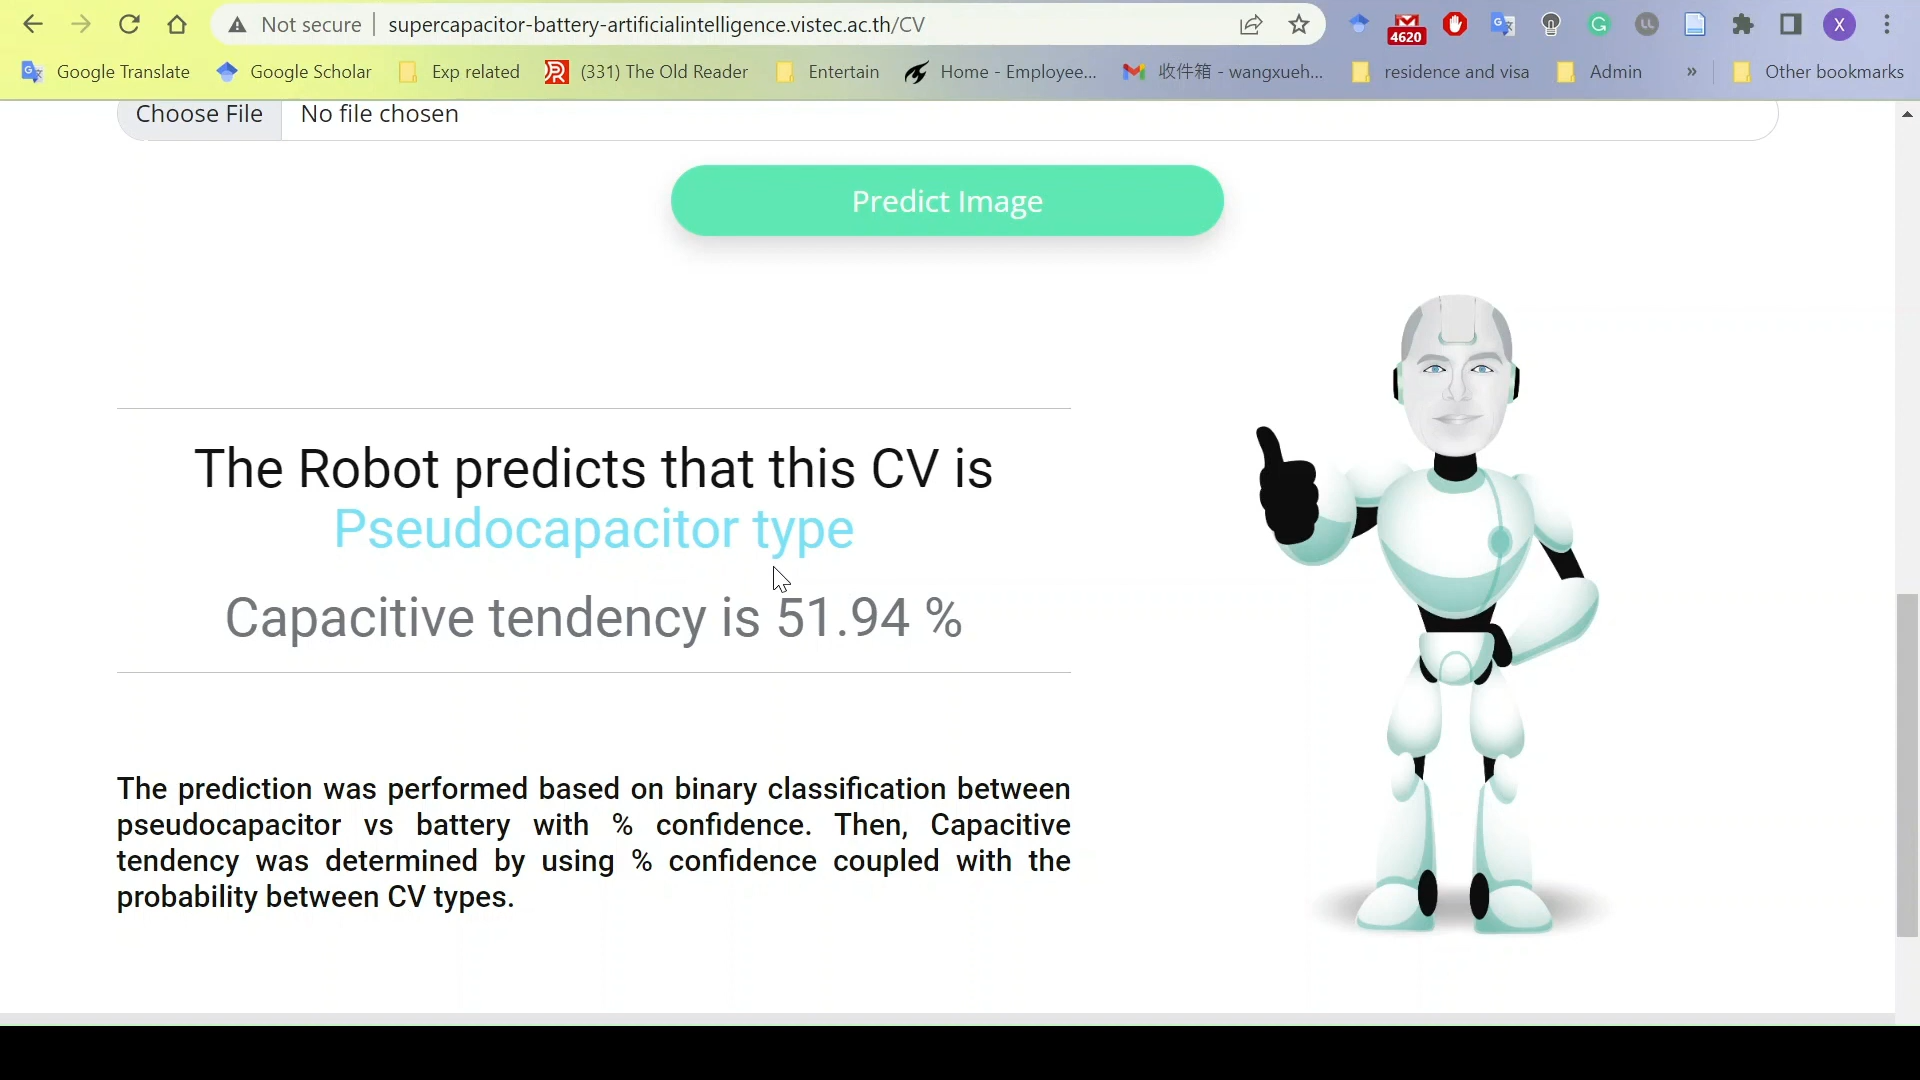 Not secure supercapacitor-battery-artificialintelligence.vistec.ac.th/CV 4620 X
Google Translate Google Scholar Exp related (331) The Old Reader Entertain Home - Employee... 收件箱 - wangxueh... residence and visa Admin » Other bookmarks
Choose File No file chosen
Predict Image
The Robot predicts that this CV is
Pseudocapacitor type
Capacitive tendency is 51.94 %
The prediction was performed based on binary classification between
pseudocapacitor vs battery with % confidence. Then, Capacitive
tendency was determined by using % confidence coupled with the
probability between CV types.